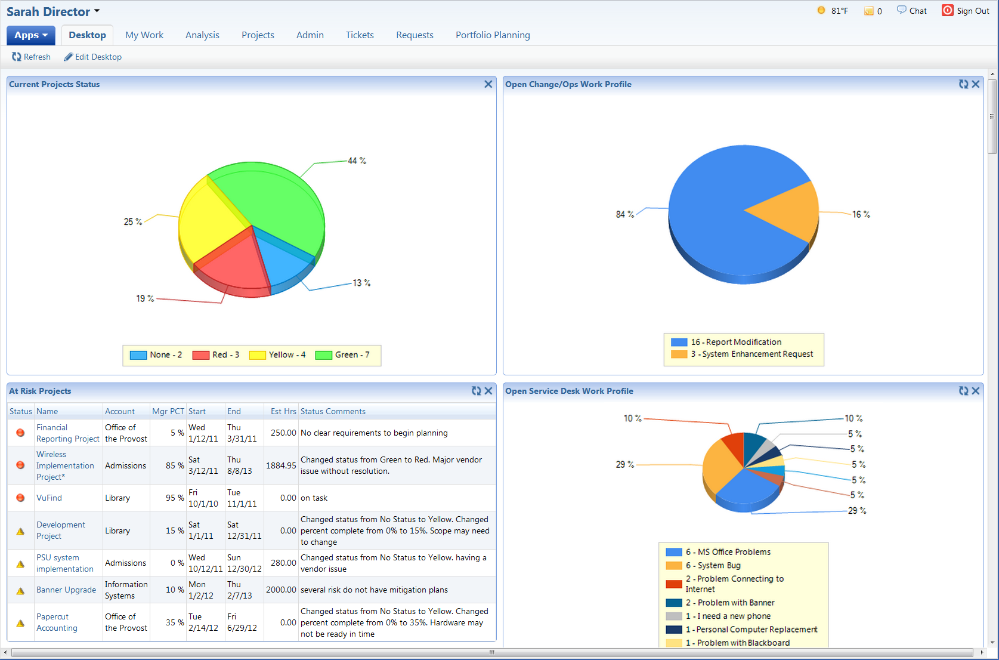 Sarah Director
81°F
0
Chat
Sign Out
Apps
Desktop
My Work
Analysis
Projects
Admin
Tickets
Requests
Portfolio Planning
Refresh
Edit Desktop
Current Projects Status
44 %
25 %
13 %
19 %
None - 2
Red - 3
Yellow - 4
Green - 7
Open Change/Ops Work Profile
84 %
16 %
16 - Report Modification
3 - System Enhancement Request
At Risk Projects
Status Name Account Mgr PCT Start End Est Hrs Status Comments
Financial
Reporting Project
Office of
the Provost
5 %
Wed
1/12/11
Thu
3/31/11
250.00
No clear requirements to begin planning
Wireless
Implementation
Project*
Admissions
85 %
Sat
3/12/11
Thu
8/8/13
1884.95
Changed status from Green to Red. Major vendor
issue without resolution.
VuFind
Library
95 %
Fri
10/1/10
Tue
11/1/11
0.00
on task
Development
Project
Library
15 %
Sat
1/1/11
Sat
12/31/11
0.00
Changed status from No Status to Yellow. Changed
percent complete from 0% to 15%. Scope may need
to change
PSU system
implementation
Admissions
0 %
Wed
10/12/11
Sun
12/30/12
280.00
Changed status from No Status to Yellow. having a
vendor issue
Banner Upgrade
Information
Systems
10 %
Mon
1/2/12
Thu
2/7/13
2000.00
several risk do not have mitigation plans
Papercut
Accounting
Office of
the Provost
35 %
Tue
2/14/12
Fri
6/29/12
0.00
Changed status from No Status to Yellow. Changed
percent complete from 0% to 35%. Hardware may
not be ready in time
Open Service Desk Work Profile
10 %
10 %
5 %
5 %
29 %
5 %
5 %
5 %
29 %
6 - MS Office Problems
6 - System Bug
2 - Problem Connecting to
Internet
2 - Problem with Banner
1 - I need a new phone
1 - Personal Computer Replacement
1 - Problem with Blackboard